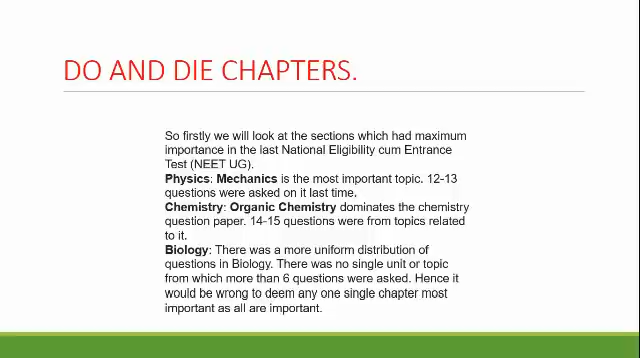 DO AND DIE CHAPTERS.
So firstly we will look at the sections which had maximum
importance in the last National Eligibility cum Entrance
Test (NEET UG).
Physics: Mechanics is the most important topic. 12-13
questions were asked on it last time.
Chemistry: Organic Chemistry dominates the chemistry
question paper. 14-15 questions were from topics related
to it.
Biology: There was a more uniform distribution of
questions in Biology. There was no single unit or topic
from which more than 6 questions were asked. Hence it
would be wrong to deem any one single chapter most
important as all are important.